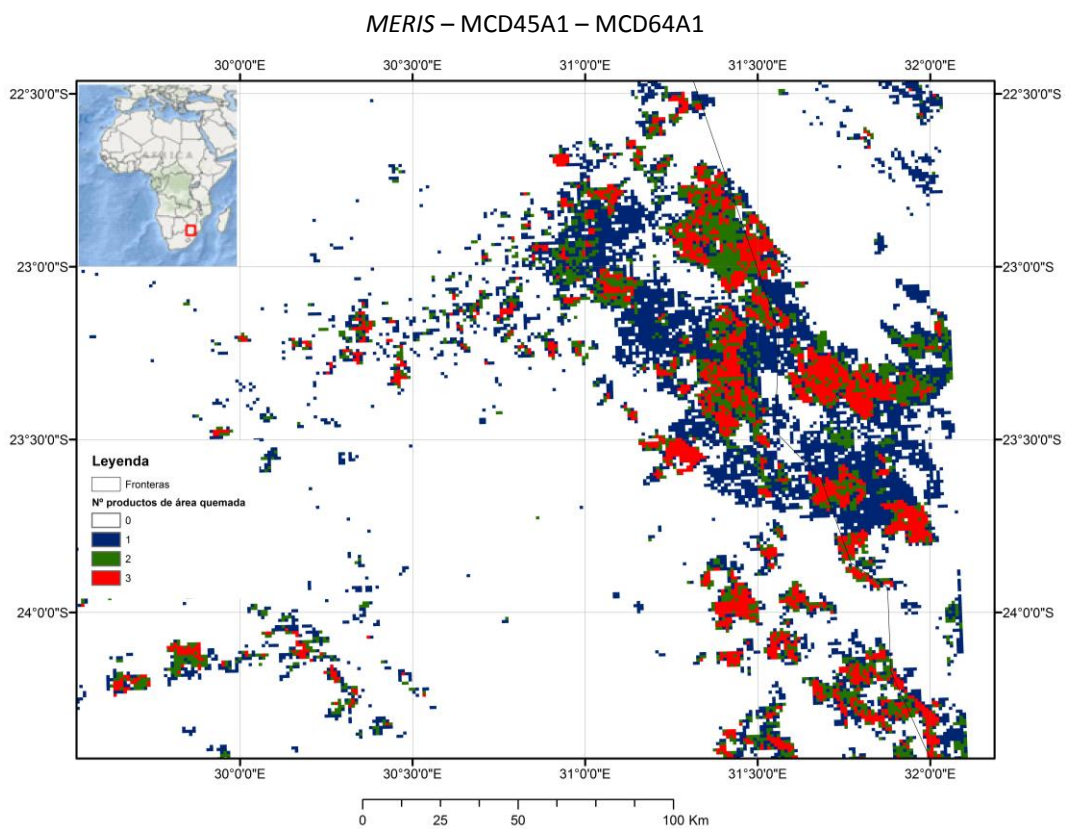 MERIS – MCD45A1 – MCD64A1
30°0'0"E 30°30'0"E 31°0'0"E 31°30'0"E 32°0'0"E
22°30'0"S 22°30'0"S
ÁFRICA
23°0'0"S 23°0'0"S
23°30'0"S 23°30'0"S
Leyenda
Fronteras
Nº productos de área quemada
0
1
2
3
24°0'0"S 24°0'0"S
30°0'0"E 30°30'0"E 31°0'0"E 31°30'0"E 32°0'0"E
0 25 50 100 Km